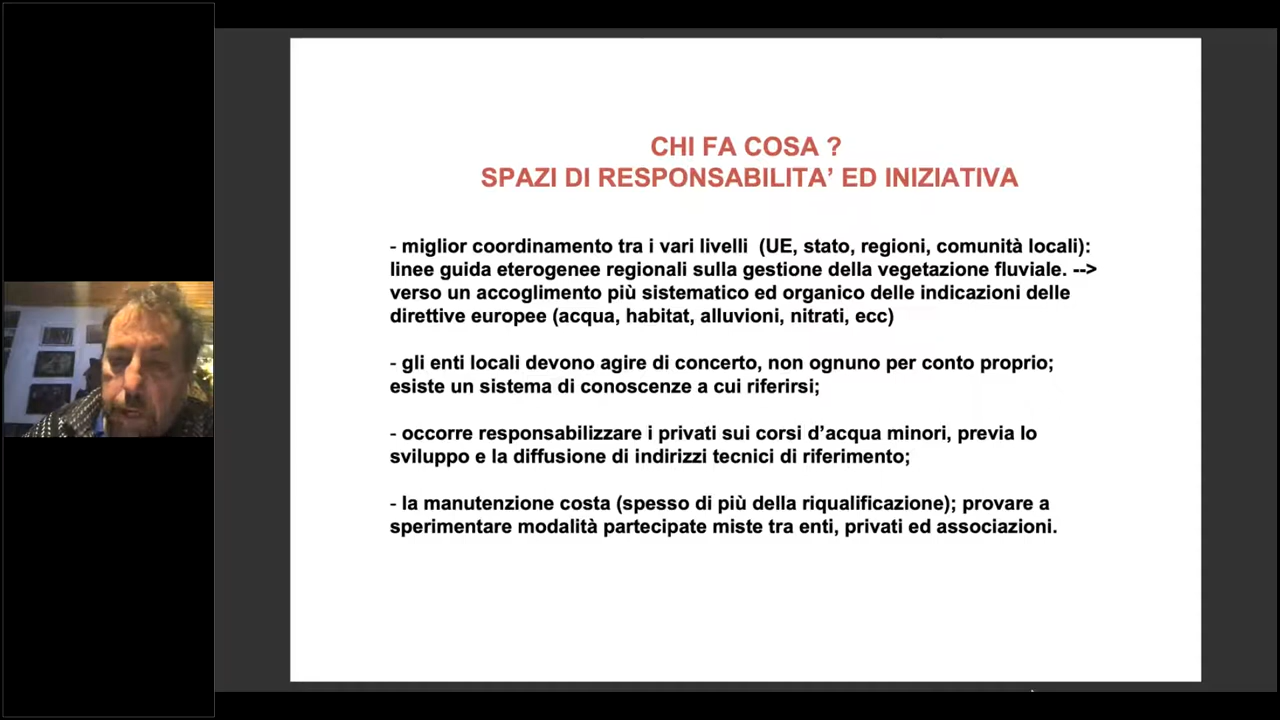 CHI FA COSA ?
SPAZI DI RESPONSABILITA’ ED INIZIATIVA
- miglior coordinamento tra i vari livelli (UE, stato, regioni, comunità locali):
linee guida eterogenee regionali sulla gestione della vegetazione fluviale. -->
verso un accoglimento più sistematico ed organico delle indicazioni delle
direttive europee (acqua, habitat, alluvioni, nitrati, ecc)
- gli enti locali devono agire di concerto, non ognuno per conto proprio;
esiste un sistema di conoscenze a cui riferirsi;
- occorre responsabilizzare i privati sui corsi d’acqua minori, previa lo
sviluppo e la diffusione di indirizzi tecnici di riferimento;
- la manutenzione costa (spesso di più della riqualificazione); provare a
sperimentare modalità partecipate miste tra enti, privati ed associazioni.